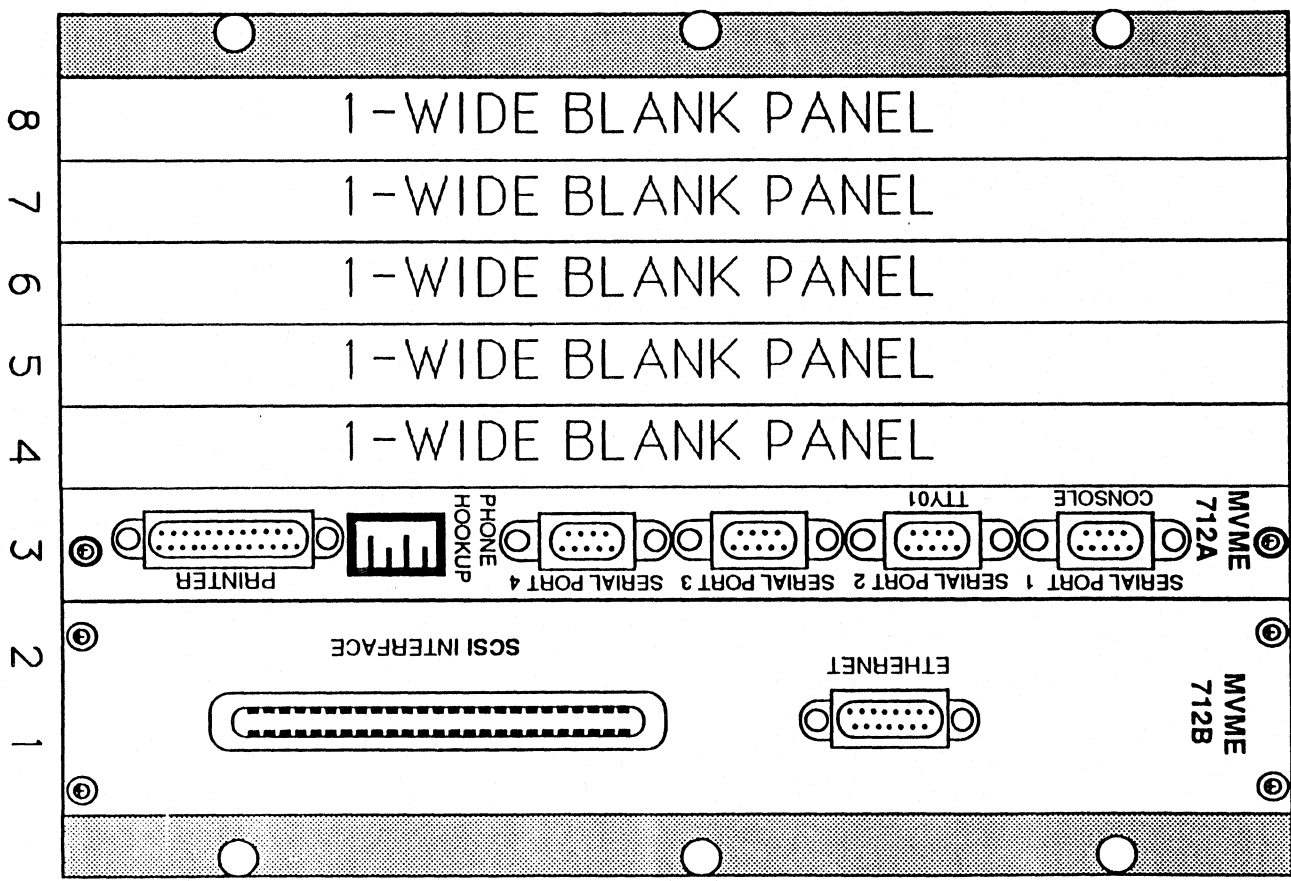 8
1-WIDE BLANK PANEL
7
1-WIDE BLANK PANEL
6
1-WIDE BLANK PANEL
5
1-WIDE BLANK PANEL
4
1-WIDE BLANK PANEL
3
PRINTER
PHONE
HOOKUP
SERIAL PORT 4
SERIAL PORT 3
TTY01
SERIAL PORT 2
CONSOLE
SERIAL PORT 1
MVME
712A
2
SCSI INTERFACE
ETHERNET
MVME
712B
1